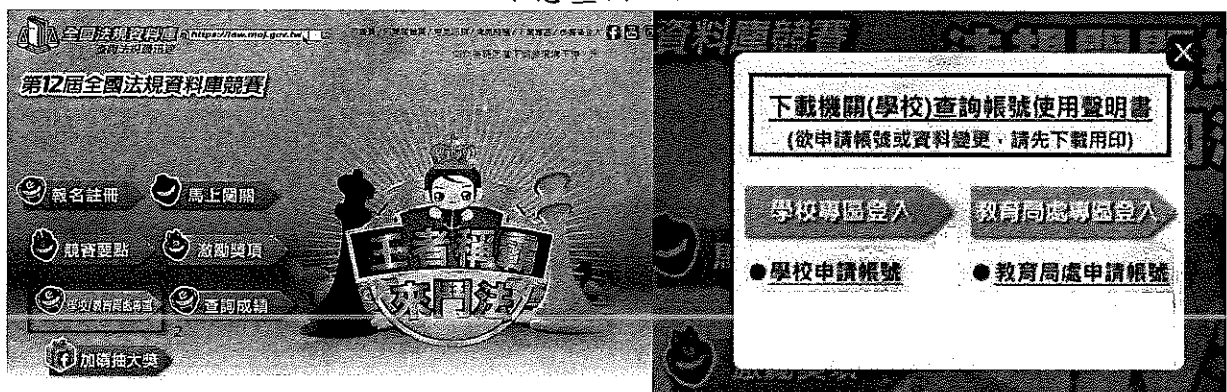 全國法規資料庫
https://law.moj.gov.tw
第12屆全國法規資料庫競賽
報名註冊
馬上闖關
競賽要點
激勵獎項
學校/教育局處專區
查詢成績
加碼抽大獎
王者棋育
來鬥法
X
下載機關(學校)查詢帳號使用聲明書
(欲申請帳號或資料變更,請先下載用印)
學校專區登入
教育局處專區登入
●學校申請帳號
●教育局處申請帳號